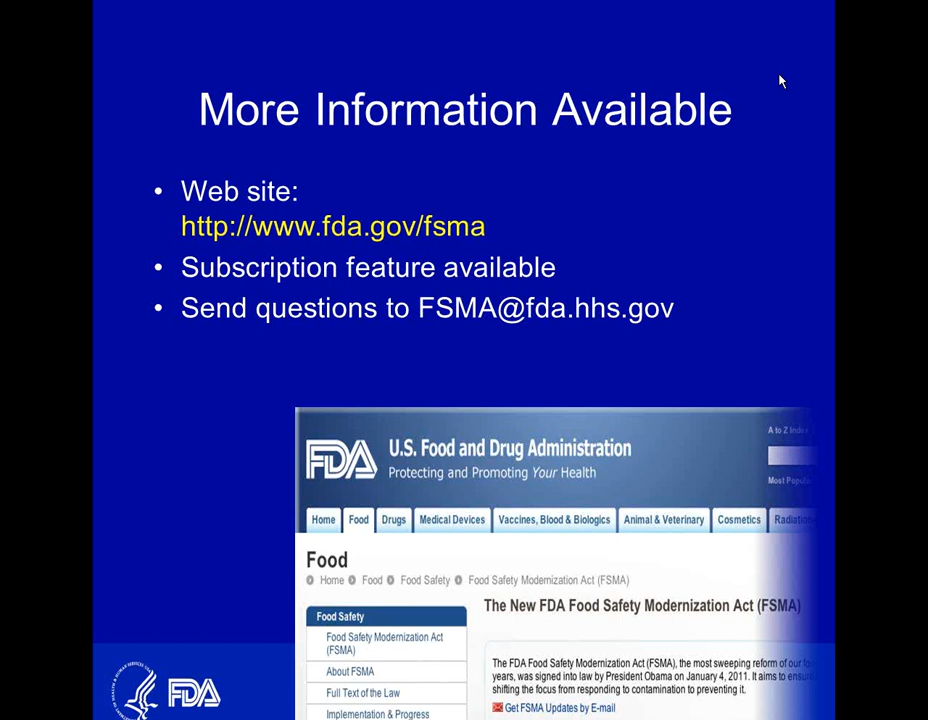 More Information Available
• Web site:
http://www.fda.gov/fsma
• Subscription feature available
• Send questions to FSMA@fda.hhs.gov
A to Z Index
FDA U.S. Food and Drug Administration
Protecting and Promoting Your Health
Most
Home Food Drugs Medical Devices Vaccines, Blood & Biologics Animal & Veterinary Cosmetics
Food
Home Food Food Safety Food Safety Modernization Act (FSMA)
The New FDA Food Safety Modernization Act (FSMA)
Food Safety
Food Safety Modernization Act
(FSMA)
About FSMA
Full Text of the Law
Implementation & Progress
The FDA Food Safety Modernization Act (FSMA), the most sweeping reform of our
years, was signed into law by President Obama on January 4, 2011. It aims to
shifting the focus from responding to contamination to preventing it.
Get FSMA Updates by E-mail
FDA